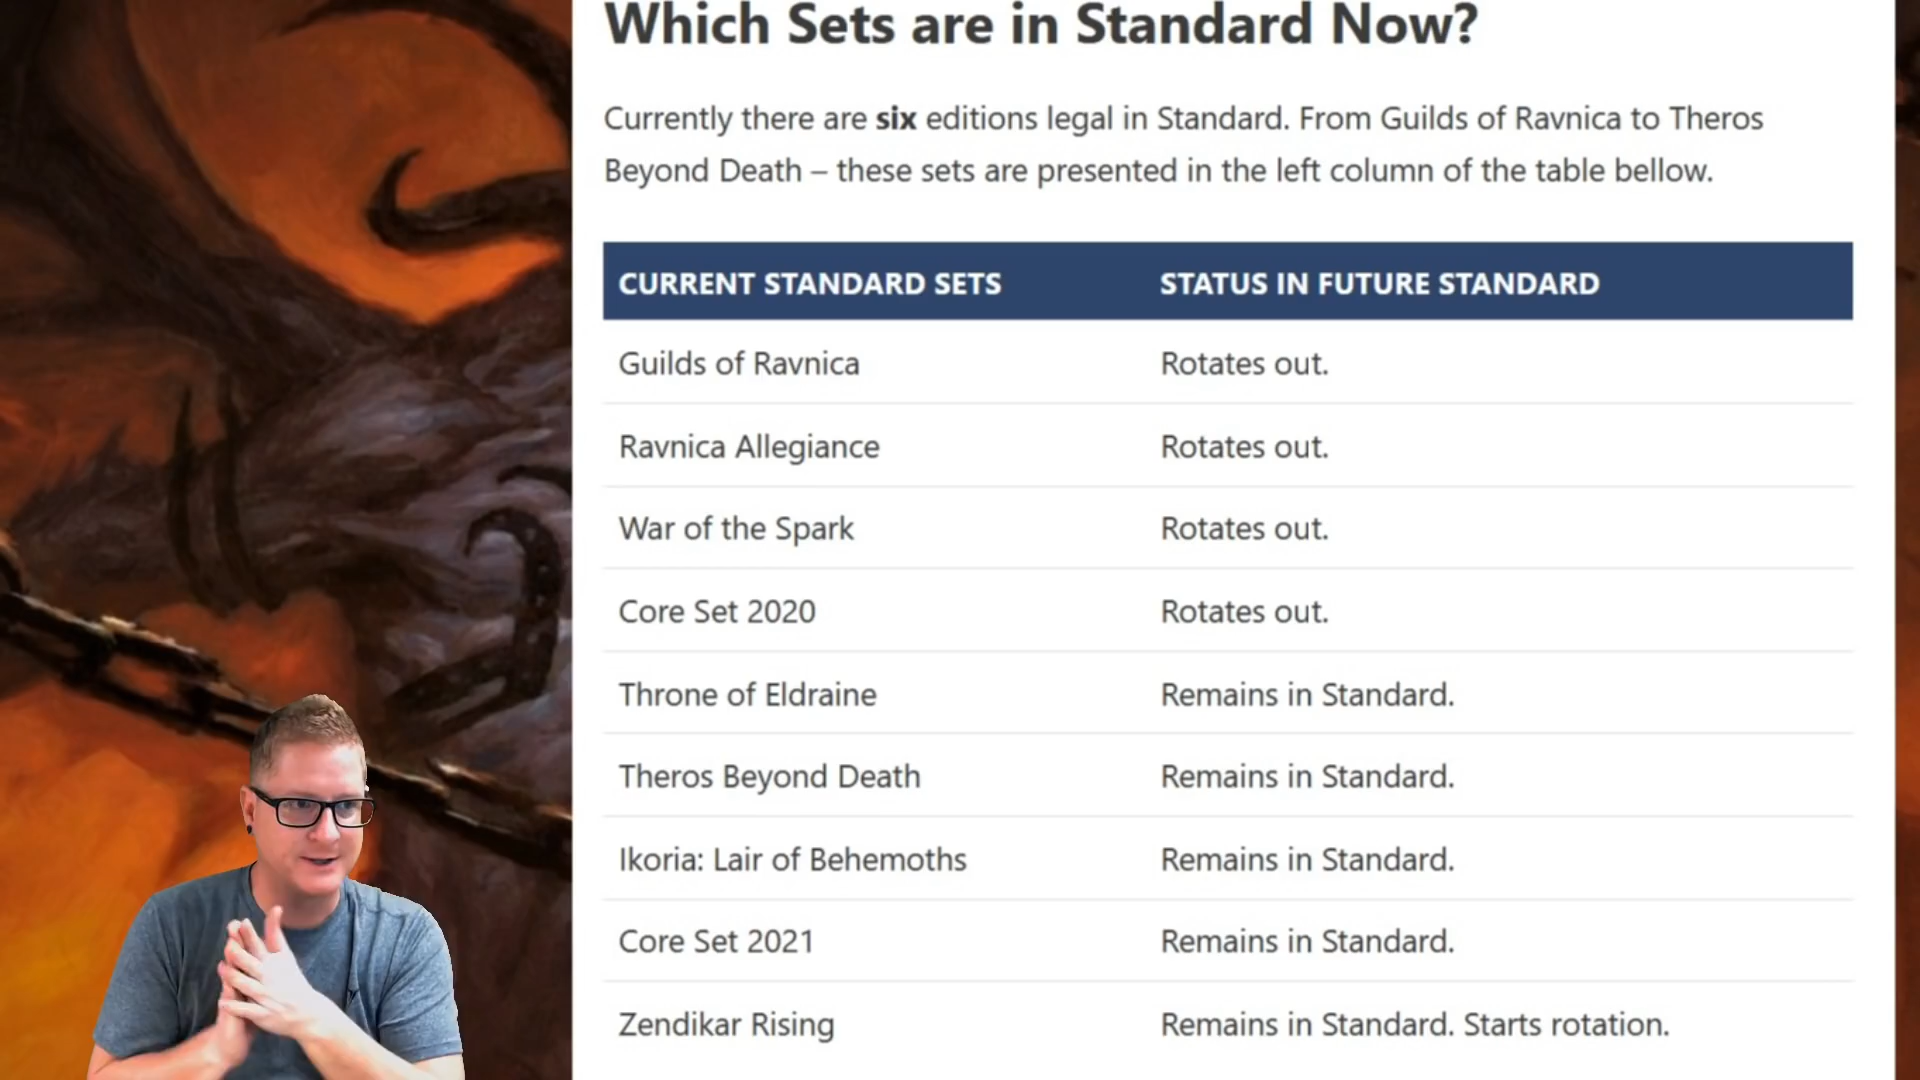 Which Sets are in Standard Now?
Currently there are six editions legal in Standard. From Guilds of Ravnica to Theros
Beyond Death – these sets are presented in the left column of the table bellow.
CURRENT STANDARD SETS STATUS IN FUTURE STANDARD
Guilds of Ravnica Rotates out.
Ravnica Allegiance Rotates out.
War of the Spark Rotates out.
Core Set 2020 Rotates out.
Throne of Eldraine Remains in Standard.
Theros Beyond Death Remains in Standard.
Ikoria: Lair of Behemoths Remains in Standard.
Core Set 2021 Remains in Standard.
Zendikar Rising Remains in Standard. Starts rotation.